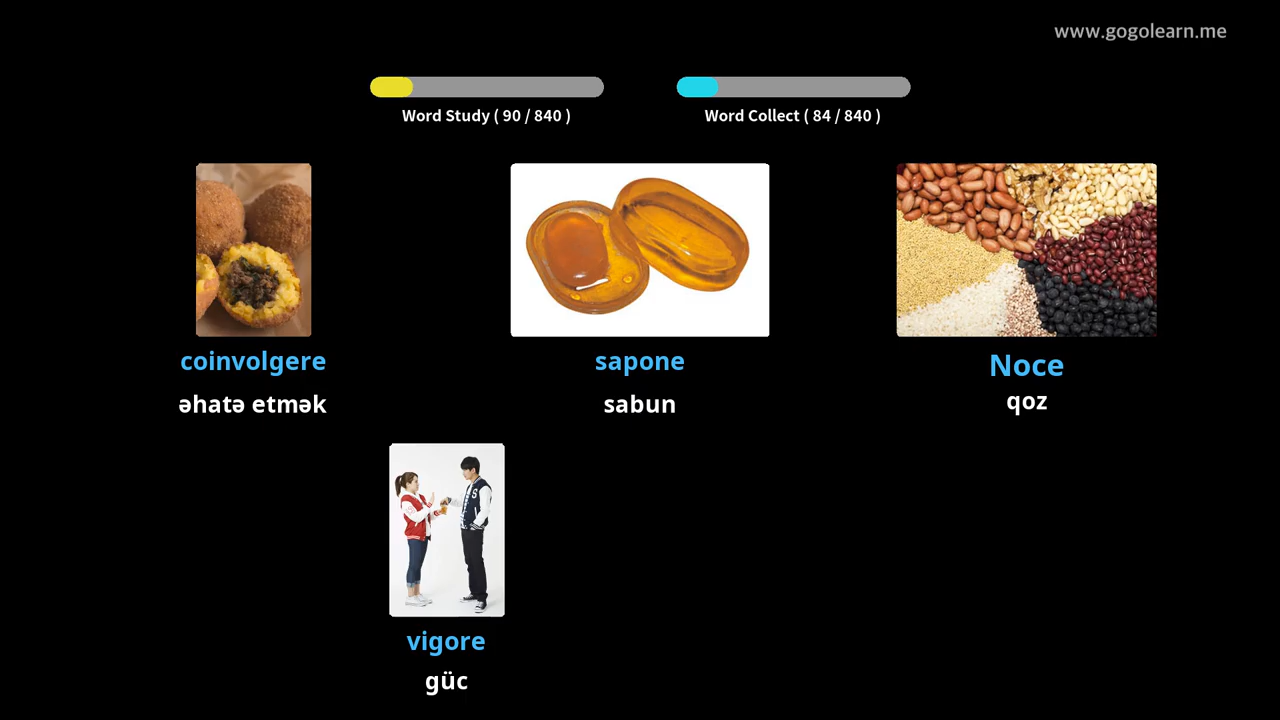 www.gogolearn.me
Word Study ( 90 / 840 )
Word Collect ( 84 / 840 )
coinvolgere
əhatə etmək
sapone
sabun
Noce
qoz
vigore
güc